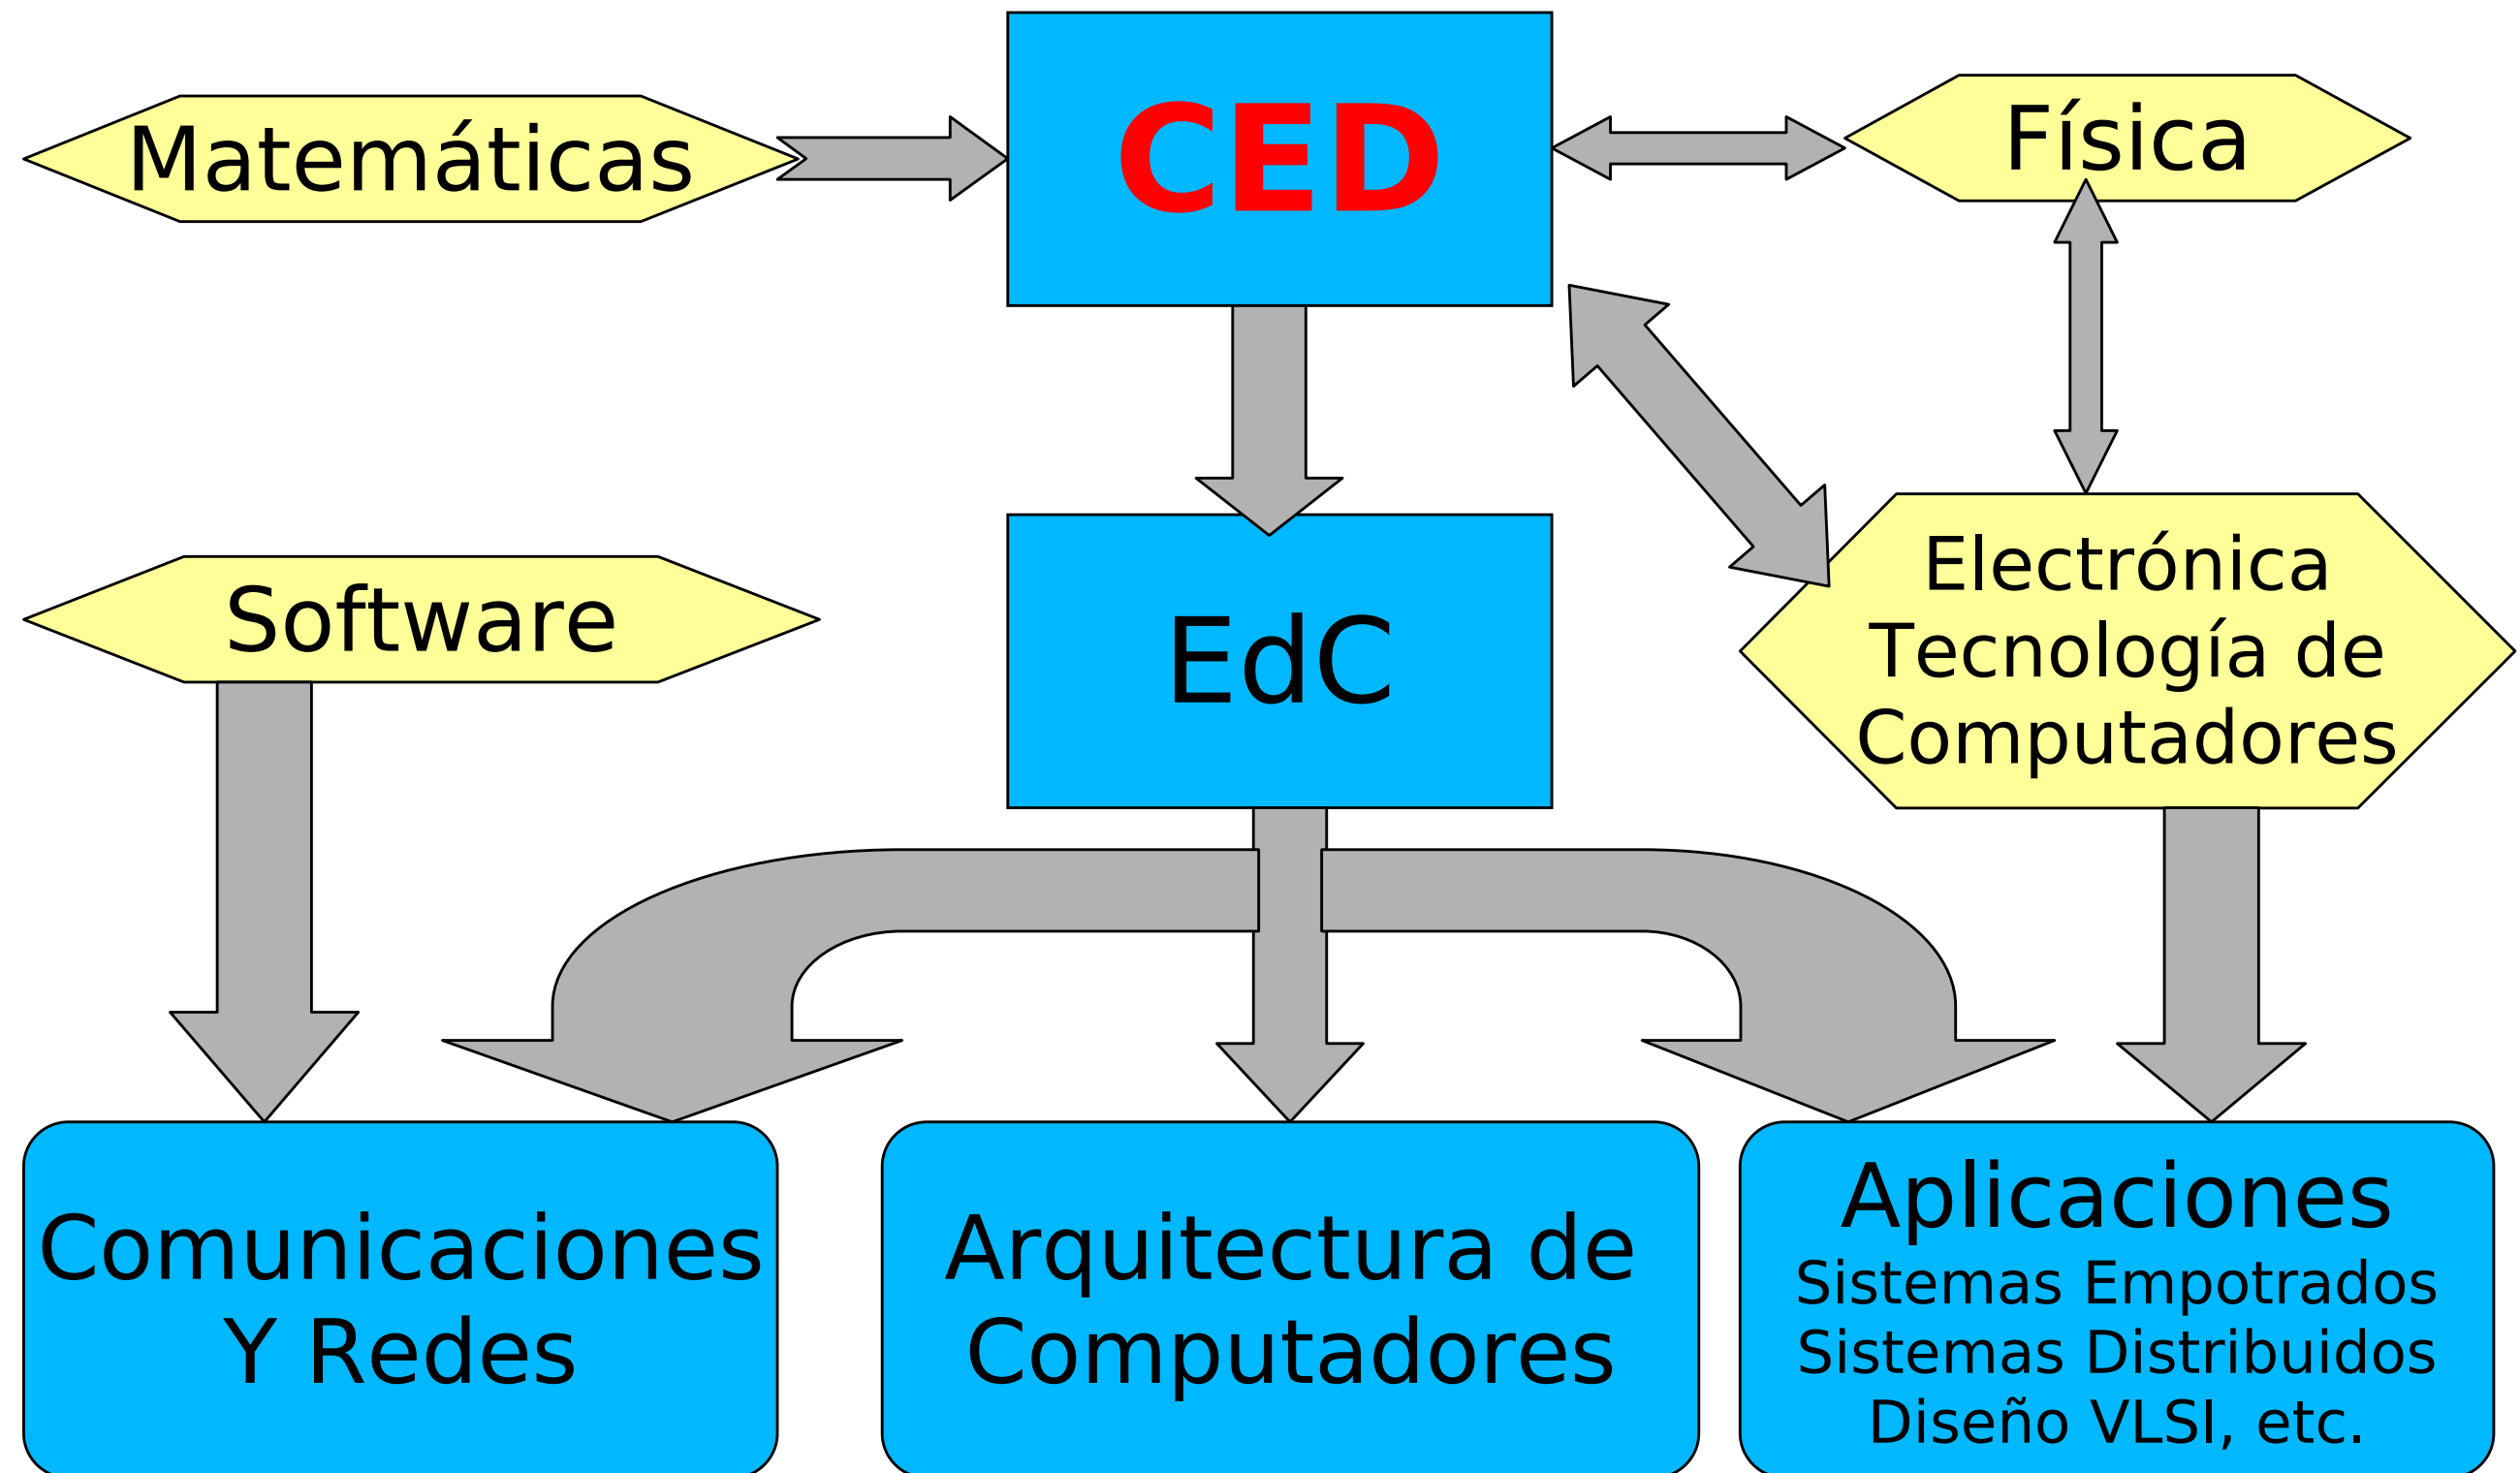 Matemáticas
CED
Física
Software
EdC
Electrónica
Tecnología de
Computadores
Comunicaciones
Y Redes
Arquitectura de
Computadores
Aplicaciones
Sistemas Empotrados
Sistemas Distribuidos
Diseño VLSI, etc.